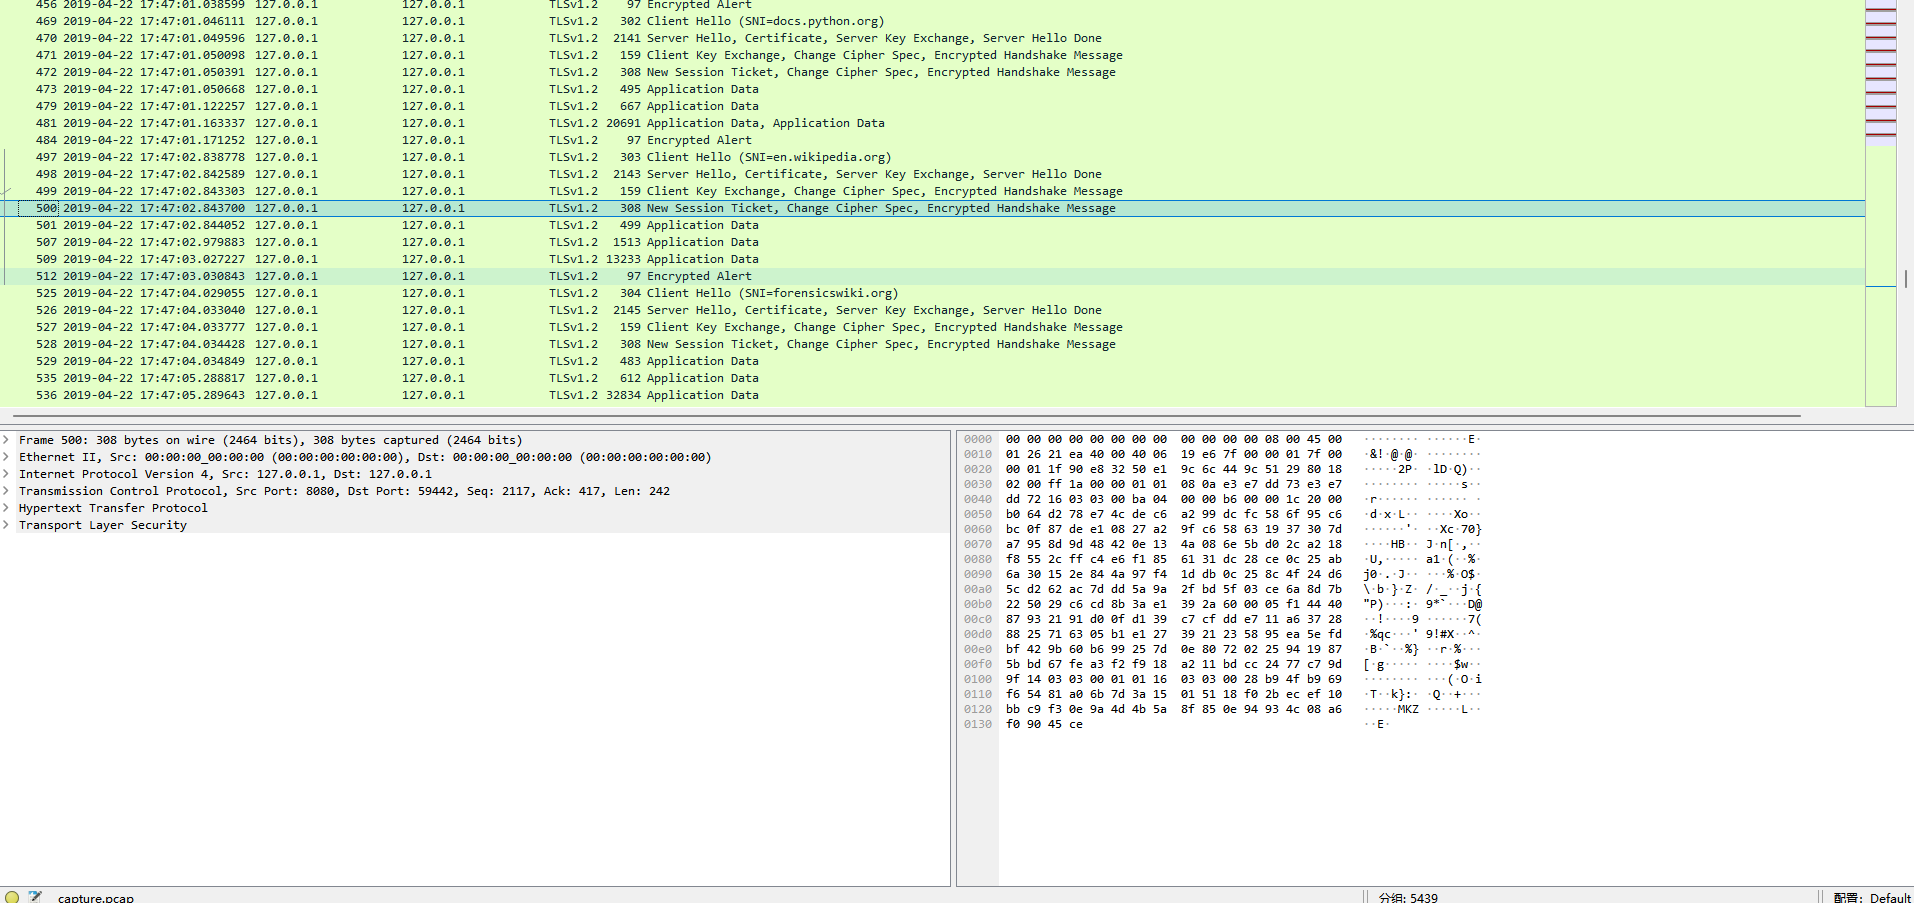 456 2019-04-22 17:47:01.038599 127.0.0.1 127.0.0.1 TLSv1.2 97 Encrypted Alert
469 2019-04-22 17:47:01.046111 127.0.0.1 127.0.0.1 TLSv1.2 302 Client Hello (SNI=docs.python.org)
470 2019-04-22 17:47:01.049596 127.0.0.1 127.0.0.1 TLSv1.2 2141 Server Hello, Certificate, Server Key Exchange, Server Hello Done
471 2019-04-22 17:47:01.050098 127.0.0.1 127.0.0.1 TLSv1.2 159 Client Key Exchange, Change Cipher Spec, Encrypted Handshake Message
472 2019-04-22 17:47:01.050391 127.0.0.1 127.0.0.1 TLSv1.2 308 New Session Ticket, Change Cipher Spec, Encrypted Handshake Message
473 2019-04-22 17:47:01.050668 127.0.0.1 127.0.0.1 TLSv1.2 495 Application Data
479 2019-04-22 17:47:01.122257 127.0.0.1 127.0.0.1 TLSv1.2 667 Application Data
481 2019-04-22 17:47:01.163337 127.0.0.1 127.0.0.1 TLSv1.2 20691 Application Data, Application Data
484 2019-04-22 17:47:01.171252 127.0.0.1 127.0.0.1 TLSv1.2 97 Encrypted Alert
497 2019-04-22 17:47:02.838778 127.0.0.1 127.0.0.1 TLSv1.2 303 Client Hello (SNI=en.wikipedia.org)
498 2019-04-22 17:47:02.842589 127.0.0.1 127.0.0.1 TLSv1.2 2143 Server Hello, Certificate, Server Key Exchange, Server Hello Done
499 2019-04-22 17:47:02.843303 127.0.0.1 127.0.0.1 TLSv1.2 159 Client Key Exchange, Change Cipher Spec, Encrypted Handshake Message
500 2019-04-22 17:47:02.843700 127.0.0.1 127.0.0.1 TLSv1.2 308 New Session Ticket, Change Cipher Spec, Encrypted Handshake Message
501 2019-04-22 17:47:02.844052 127.0.0.1 127.0.0.1 TLSv1.2 499 Application Data
507 2019-04-22 17:47:02.979883 127.0.0.1 127.0.0.1 TLSv1.2 1513 Application Data
509 2019-04-22 17:47:03.027227 127.0.0.1 127.0.0.1 TLSv1.2 13233 Application Data
512 2019-04-22 17:47:03.030843 127.0.0.1 127.0.0.1 TLSv1.2 97 Encrypted Alert
525 2019-04-22 17:47:04.029055 127.0.0.1 127.0.0.1 TLSv1.2 304 Client Hello (SNI=forensicswiki.org)
526 2019-04-22 17:47:04.033040 127.0.0.1 127.0.0.1 TLSv1.2 2145 Server Hello, Certificate, Server Key Exchange, Server Hello Done
527 2019-04-22 17:47:04.033777 127.0.0.1 127.0.0.1 TLSv1.2 159 Client Key Exchange, Change Cipher Spec, Encrypted Handshake Message
528 2019-04-22 17:47:04.034428 127.0.0.1 127.0.0.1 TLSv1.2 308 New Session Ticket, Change Cipher Spec, Encrypted Handshake Message
529 2019-04-22 17:47:04.034849 127.0.0.1 127.0.0.1 TLSv1.2 483 Application Data
535 2019-04-22 17:47:05.288817 127.0.0.1 127.0.0.1 TLSv1.2 612 Application Data
536 2019-04-22 17:47:05.289643 127.0.0.1 127.0.0.1 TLSv1.2 32834 Application Data
Frame 500: 308 bytes on wire (2464 bits), 308 bytes captured (2464 bits)
Ethernet II, Src: 00:00:00_00:00:00 (00:00:00:00:00:00), Dst: 00:00:00_00:00:00 (00:00:00:00:00:00)
Internet Protocol Version 4, Src: 127.0.0.1, Dst: 127.0.0.1
Transmission Control Protocol, Src Port: 8080, Dst Port: 59442, Seq: 2117, Ack: 417, Len: 242
Hypertext Transfer Protocol
Transport Layer Security
0000 00 00 00 00 00 00 00 00 00 00 00 00 08 00 45 00 ········ ······E·
0010 01 26 21 ea 40 00 40 06 19 e6 7f 00 00 01 7f 00 ·&!·@·@· ········
0020 00 01 1f 90 e8 32 50 e1 9c 6c 44 9c 51 29 80 18 ·····2P· ·lD·Q)··
0030 02 00 ff 1a 00 00 01 01 08 0a e3 e7 dd 73 e3 e7 ········ ·····s··
0040 dd 72 16 03 03 00 ba 04 00 00 b6 00 00 1c 20 00 ·r······ ······ ·
0050 b0 64 d2 78 e7 4c de c6 a2 99 dc fc 58 6f 95 c6 ·d·x·L·· ····Xo··
0060 bc 0f 87 de e1 08 27 a2 9f c6 58 63 19 37 30 7d ······'· ··Xc·70}
0070 a7 95 8d 9d 48 42 0e 13 4a 08 6e 5b d0 2c a2 18 ····HB·· J·n[·,··
0080 f8 55 2c ff c4 e6 f1 85 61 31 dc 28 ce 0c 25 ab ·U,····· a1·(··%·
0090 6a 30 15 2e 84 4a 97 f4 1d db 0c 25 8c 4f 24 d6 j0·.·J·· ···%·O$·
00a0 5c d2 62 ac 7d dd 5a 9a 2f bd 5f 03 ce 6a 8d 7b \·b·}·Z· /·_··j·{
00b0 22 50 29 c6 cd 8b 3a e1 39 2a 60 00 05 f1 44 40 "P)···:· 9*`···D@
00c0 87 93 21 91 d0 0f d1 39 c7 cf dd e7 11 a6 37 28 ··!····9 ······7(
00d0 88 25 71 63 05 b1 e1 27 39 21 23 58 95 ea 5e fd ·%qc···' 9!#X··^·
00e0 bf 42 9b 60 b6 99 25 7d 0e 80 72 02 25 94 19 87 ·B·`··%} ··r·%···
00f0 5b bd 67 fe a3 f2 f9 18 a2 11 bd cc 24 77 c7 9d [·g····· ····$w··
0100 9f 14 03 03 00 01 01 16 03 03 00 28 b9 4f b9 69 ········ ···(·O·i
0110 f6 54 81 a0 6b 7d 3a 15 01 51 18 f0 2b ec ef 10 ·T··k}:· ·Q··+···
0120 bb c9 f3 0e 9a 4d 4b 5a 8f 85 0e 94 93 4c 08 a6 ·····MKZ ·····L··
0130 f0 90 45 ce ··E·
capture.pcap 分组: 5439 配置: Default